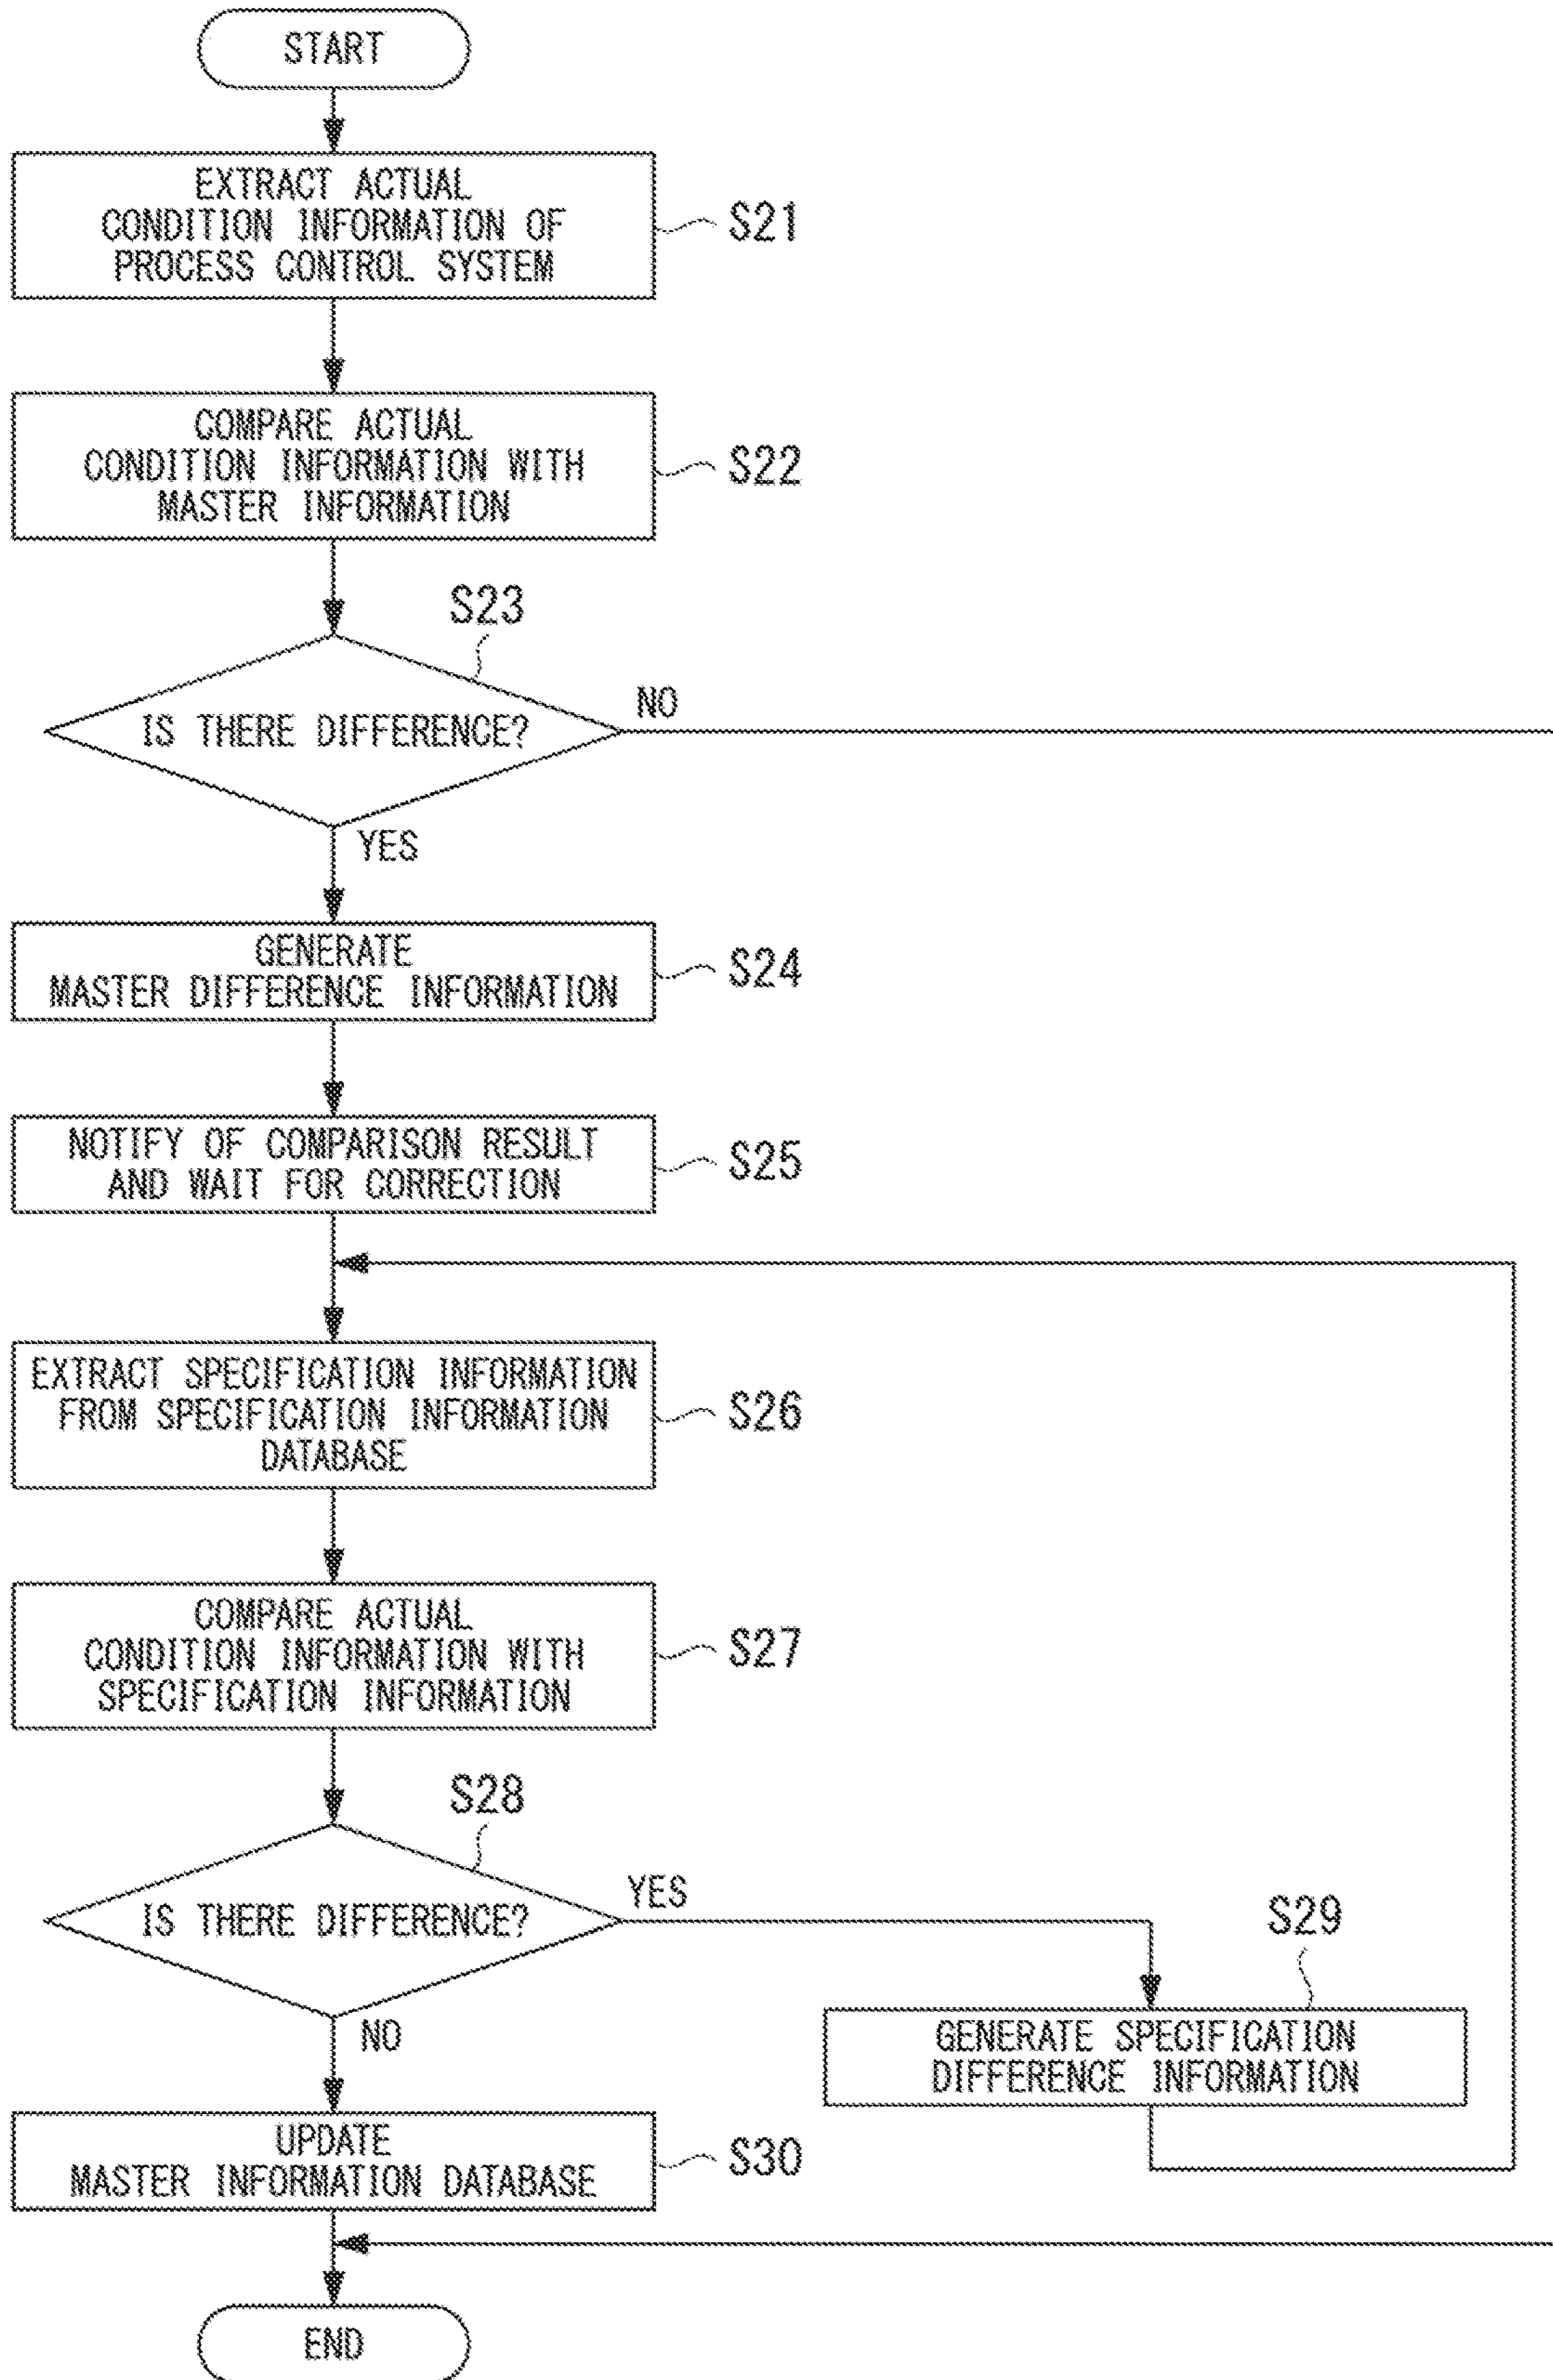 START
EXTRACT ACTUAL
CONDITION INFORMATION OF
PROCESS CONTROL SYSTEM
S21
COMPARE ACTUAL
CONDITION INFORMATION WITH
MASTER INFORMATION
S22
S23
IS THERE DIFFERENCE?
NO
YES
GENERATE
MASTER DIFFERENCE INFORMATION
S24
NOTIFY OF COMPARISON RESULT
AND WAIT FOR CORRECTION
S25
EXTRACT SPECIFICATION INFORMATION
FROM SPECIFICATION INFORMATION
DATABASE
S26
COMPARE ACTUAL
CONDITION INFORMATION WITH
SPECIFICATION INFORMATION
S27
S28
IS THERE DIFFERENCE?
YES
NO
S29
GENERATE SPECIFICATION
DIFFERENCE INFORMATION
UPDATE
MASTER INFORMATION DATABASE
S30
END